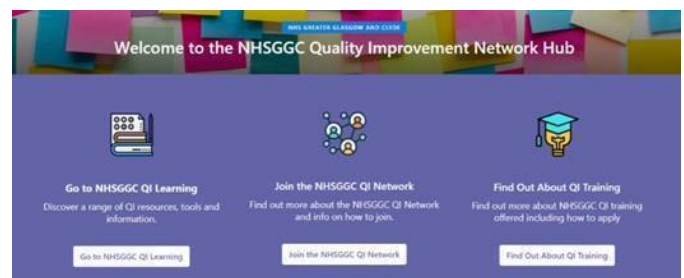 NHS GREATER GLASGOW AND CLYDE
Welcome to the NHSGGC Quality Improvement Network Hub
Go to NHSGGC QI Learning
Discover a range of QI resources, tools and
information.
Go to NHSGGC QI Learning
Join the NHSGGC QI Network
Find out more about the NHSGGC QI Network
and info on how to join.
Join the NHSGGC QI Network
Find Out About QI Training
Find out more about NHSGGC QI training
offered including how to apply
Find Out About QI Training